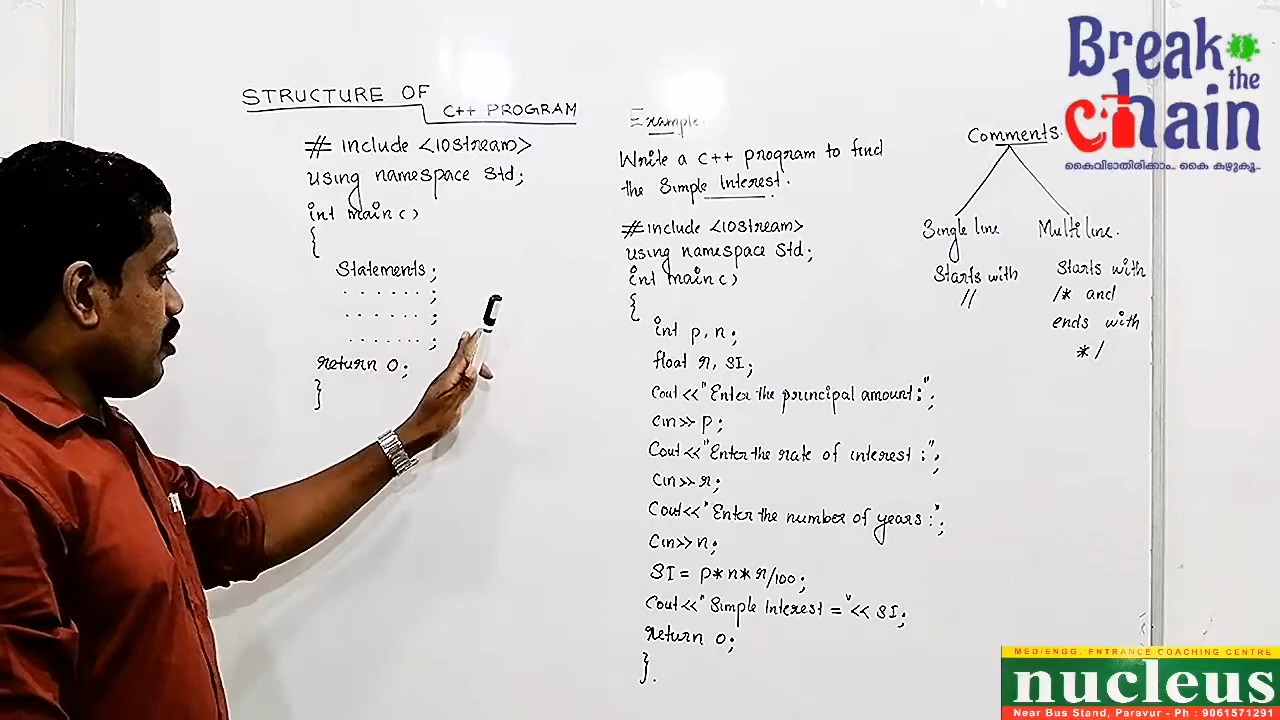 STRUCTURE OF
C++ PROGRAM
# include <iostream>
using namespace std;
int main()
{
Statements;
. . . . . . ;
. . . . . . ;
. . . . . . ;
return 0;
}
Example.
Write a C++ program to find
the Simple Interest.
#include <iostream>
using namespace std;
int main()
{
int p, n;
float r, SI;
Cout<<"Enter the principal amount:";
cin>>p;
Cout<<"Enter the rate of interest :";
cin>>r;
Cout<<"Enter the number of years :";
Cin>>n;
SI = p*n*r/100;
Cout<<"Simple Interest ="<< SI;
return 0;
}.
Comments.
Single line
Starts with
//
Multiline.
Starts with
/* and
ends with
*/
Break
the
chain
കൈവിടാതിരിക്കാം.. കൈ കഴുകൂ..
MED/ENGG. ENTRANCE COACHING CENTRE
nucleus
Near Bus Stand, Paravur - Ph : 9061571291